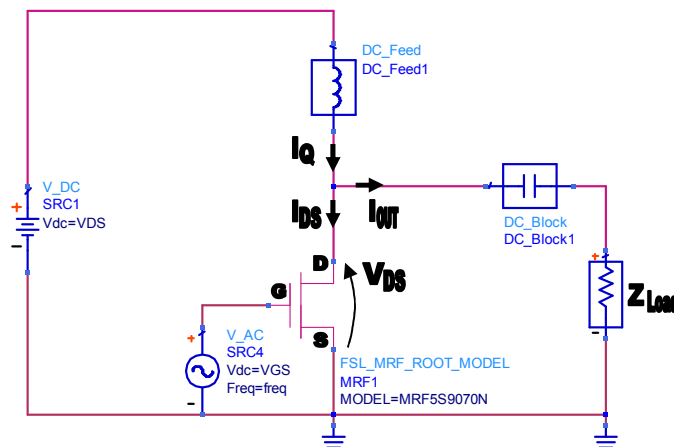 DC_Feed
DC_Feed1
IQ
V_DC
SRC1
Vdc=VDS
+
-
IDS
IOUT
DC_Block
DC_Block1
D
G
S
VDS
+
ZLoad
-
V_AC
SRC4
Vdc=VGS
Freq=freq
+
-
FSL_MRF_ROOT_MODEL
MRF1
MODEL=MRF5S9070N